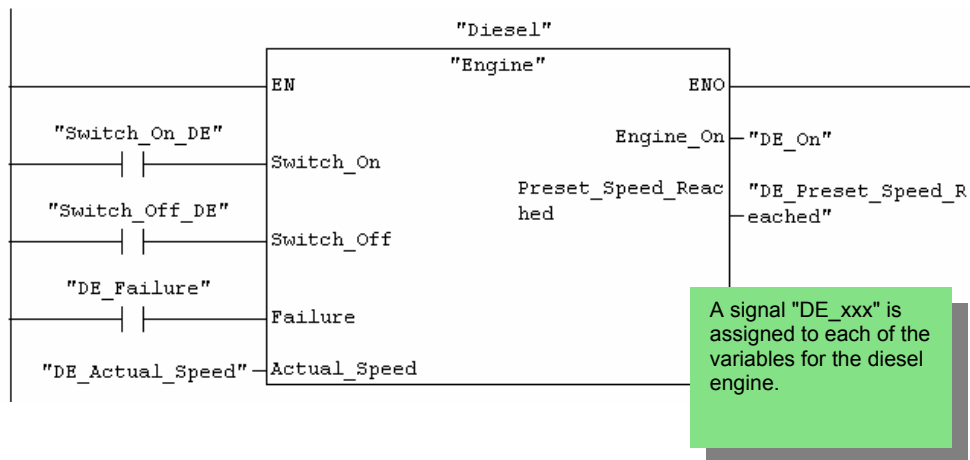 "Diesel"
"Engine"
EN
ENO
"Switch_On_DE"
Switch_On
Engine_On
"DE_On"
"Switch_Off_DE"
Switch_Off
Preset_Speed_Reac
hed
"DE_Preset_Speed_R
eached"
"DE_Failure"
Failure
"DE_Actual_Speed"
Actual_Speed
A signal "DE_xxx" is
assigned to each of the
variables for the diesel
engine.